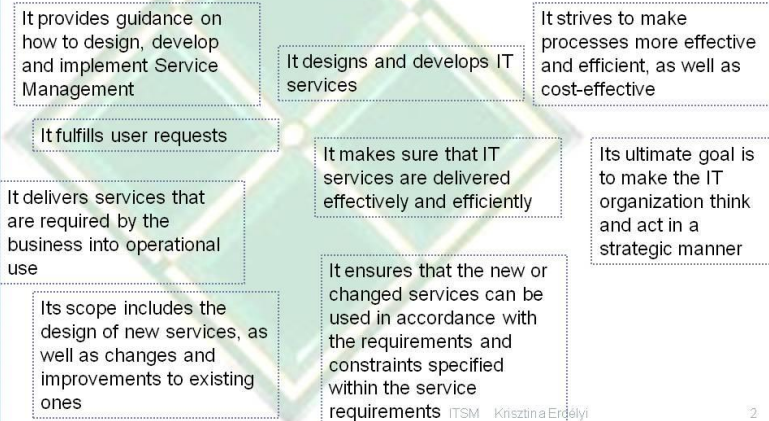 It provides guidance on
how to design, develop
and implement Service
Management
It designs and develops IT
services
It strives to make
processes more effective
and efficient, as well as
cost-effective
It fulfills user requests
It makes sure that IT
services are delivered
effectively and efficiently
Its ultimate goal is
to make the IT
organization think
and act in a
strategic manner
It delivers services that
are required by the
business into operational
use
Its scope includes the
design of new services, as
well as changes and
improvements to existing
ones
It ensures that the new or
changed services can be
used in accordance with
the requirements and
constraints specified
within the service
requirements
ITSM Krisztina Erdélyi
2